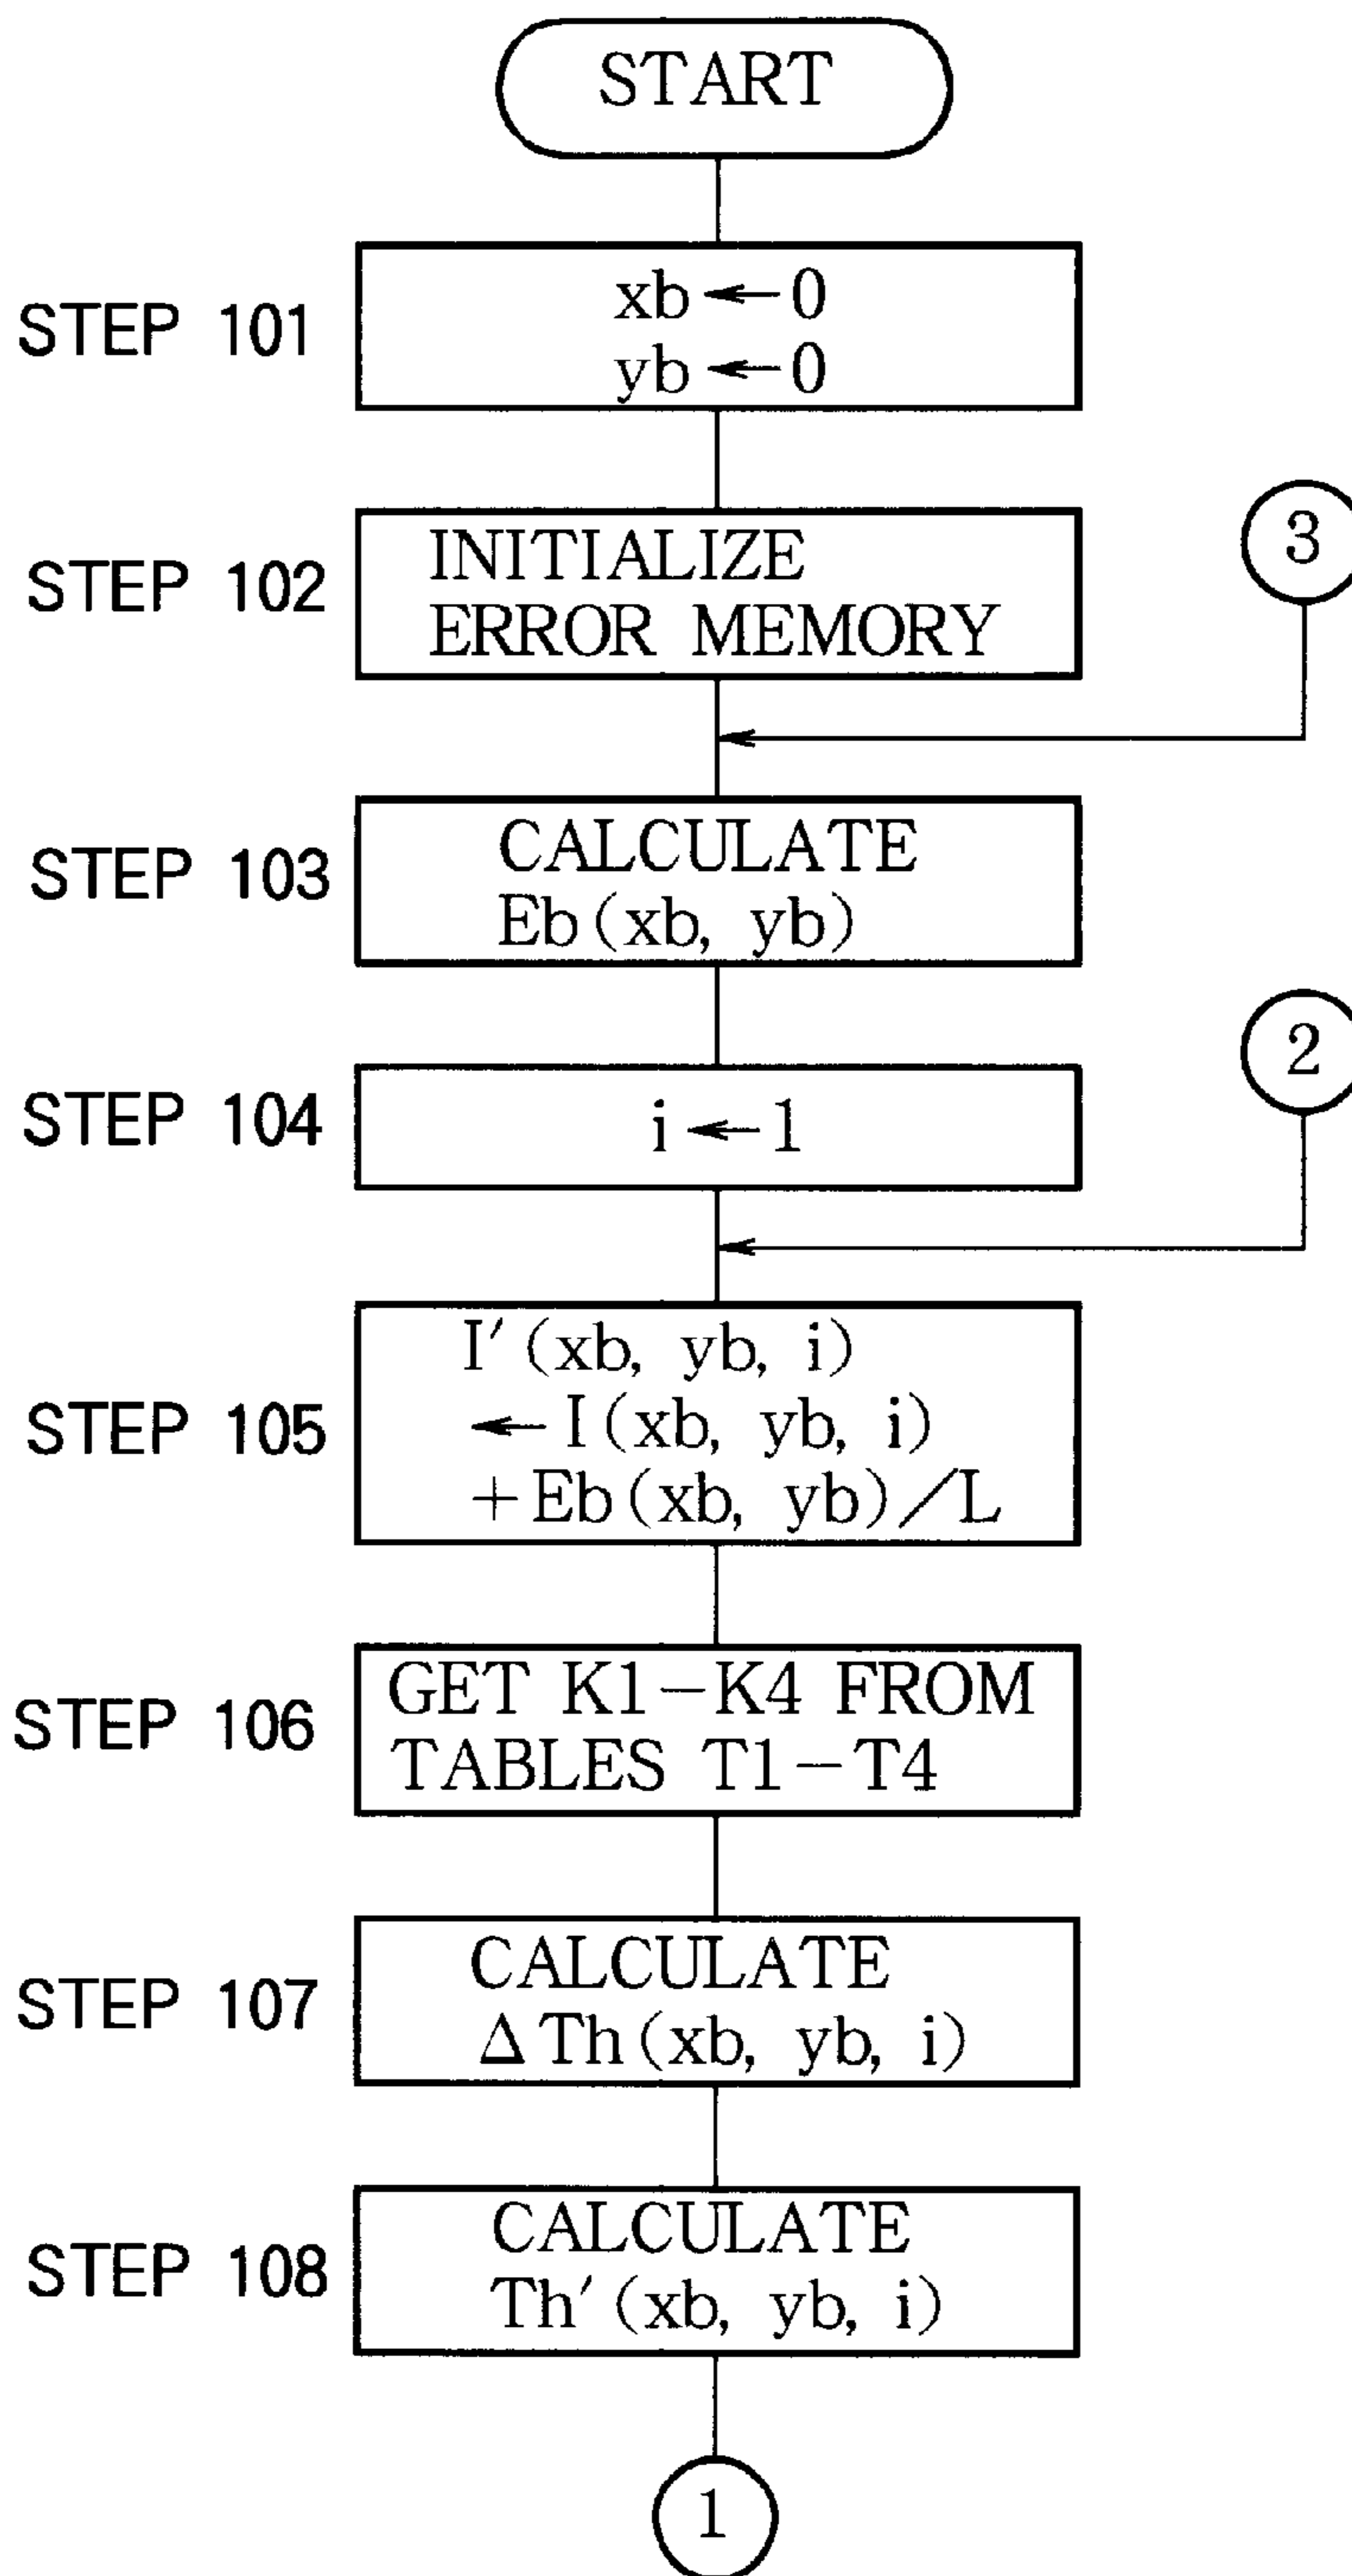 START
STEP 101
xb←0
yb←0
STEP 102
INITIALIZE
ERROR MEMORY
3
STEP 103
CALCULATE
Eb(xb, yb)
STEP 104
i←1
2
STEP 105
I′(xb, yb, i)
←I(xb, yb, i)
+Eb(xb, yb)/L
STEP 106
GET K1-K4 FROM
TABLES T1-T4
STEP 107
CALCULATE
ΔTh(xb, yb, i)
STEP 108
CALCULATE
Th′(xb, yb, i)
1